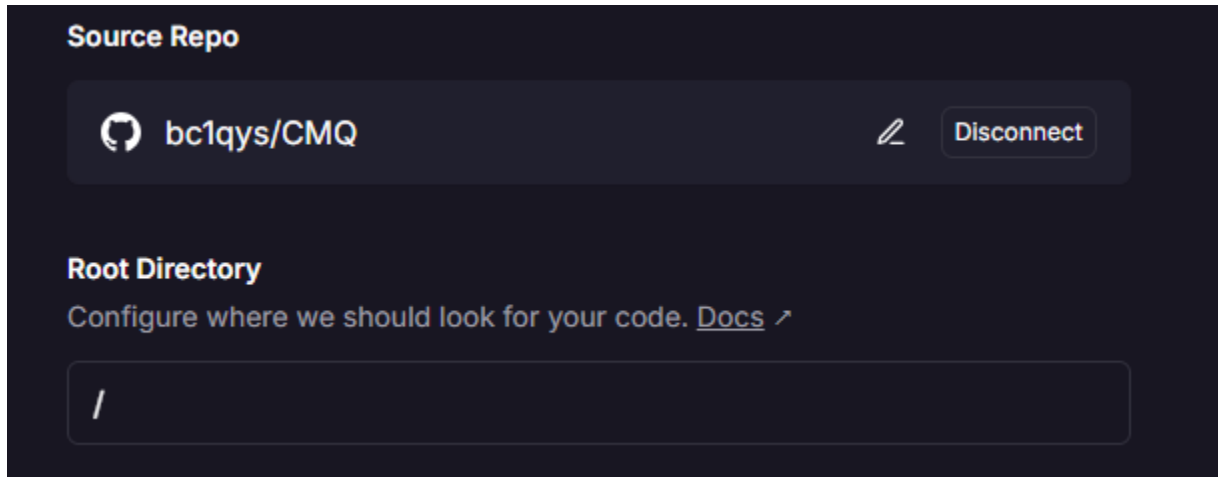 Source Repo
bc1qys/CMQ
Disconnect
Root Directory
Configure where we should look for your code. Docs ↗
/